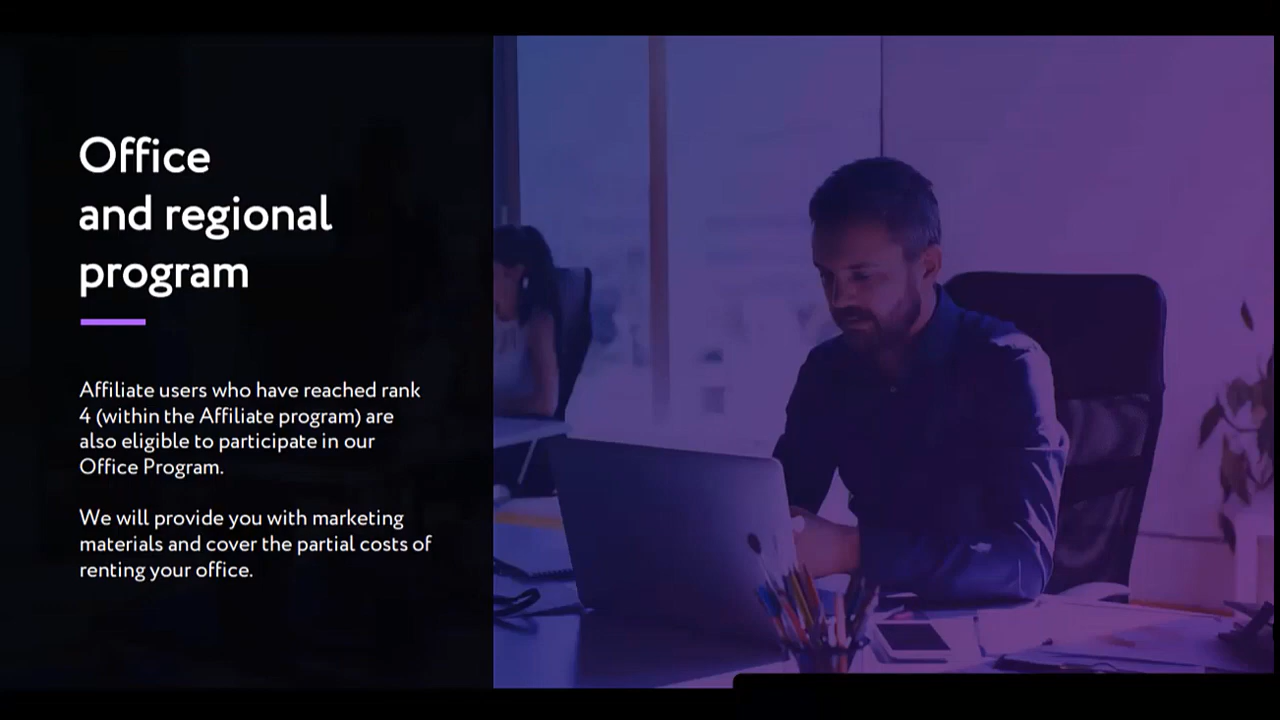 Office
and regional
program
Affiliate users who have reached rank
4 (within the Affiliate program) are
also eligible to participate in our
Office Program.
We will provide you with marketing
materials and cover the partial costs of
renting your office.